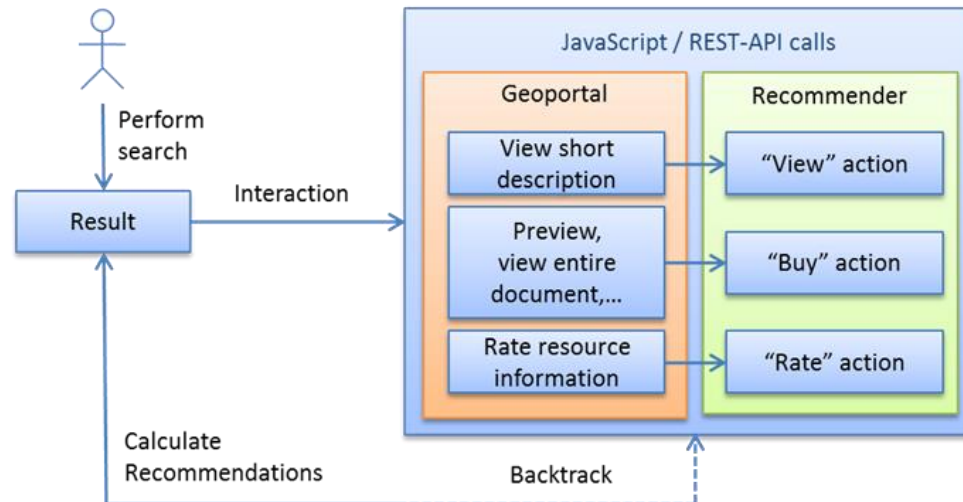 JavaScript / REST-API calls
Geoportal
Recommender
Perform
search
View short
description
“View” action
Interaction
Result
Preview,
view entire
document,...
“Buy” action
Rate resource
information
“Rate” action
Calculate
Recommendations
Backtrack